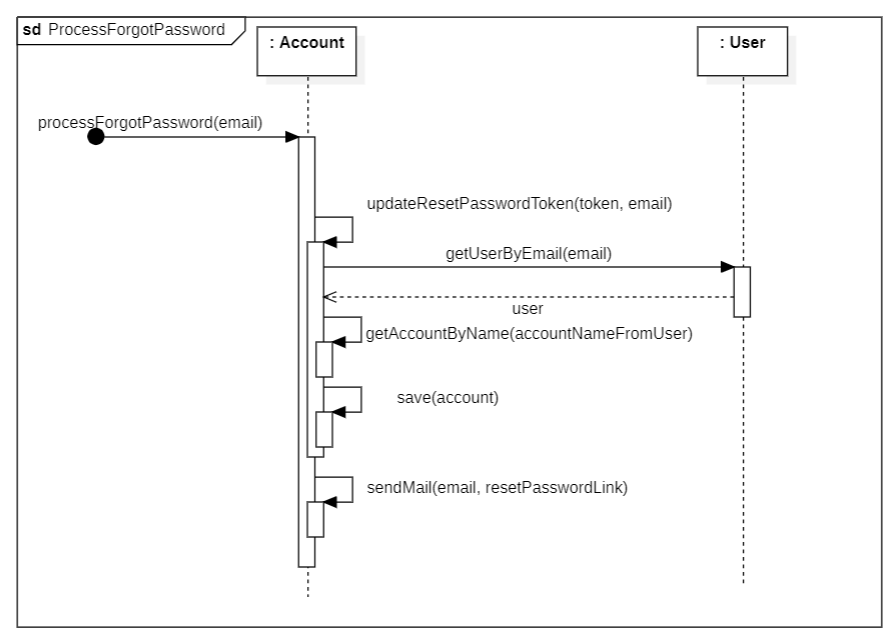 sd ProcessForgotPassword
: Account
: User
processForgotPassword(email)
updateResetPasswordToken(token, email)
getUserByEmail(email)
user
getAccountByName(accountNameFromUser)
save(account)
sendMail(email, resetPasswordLink)